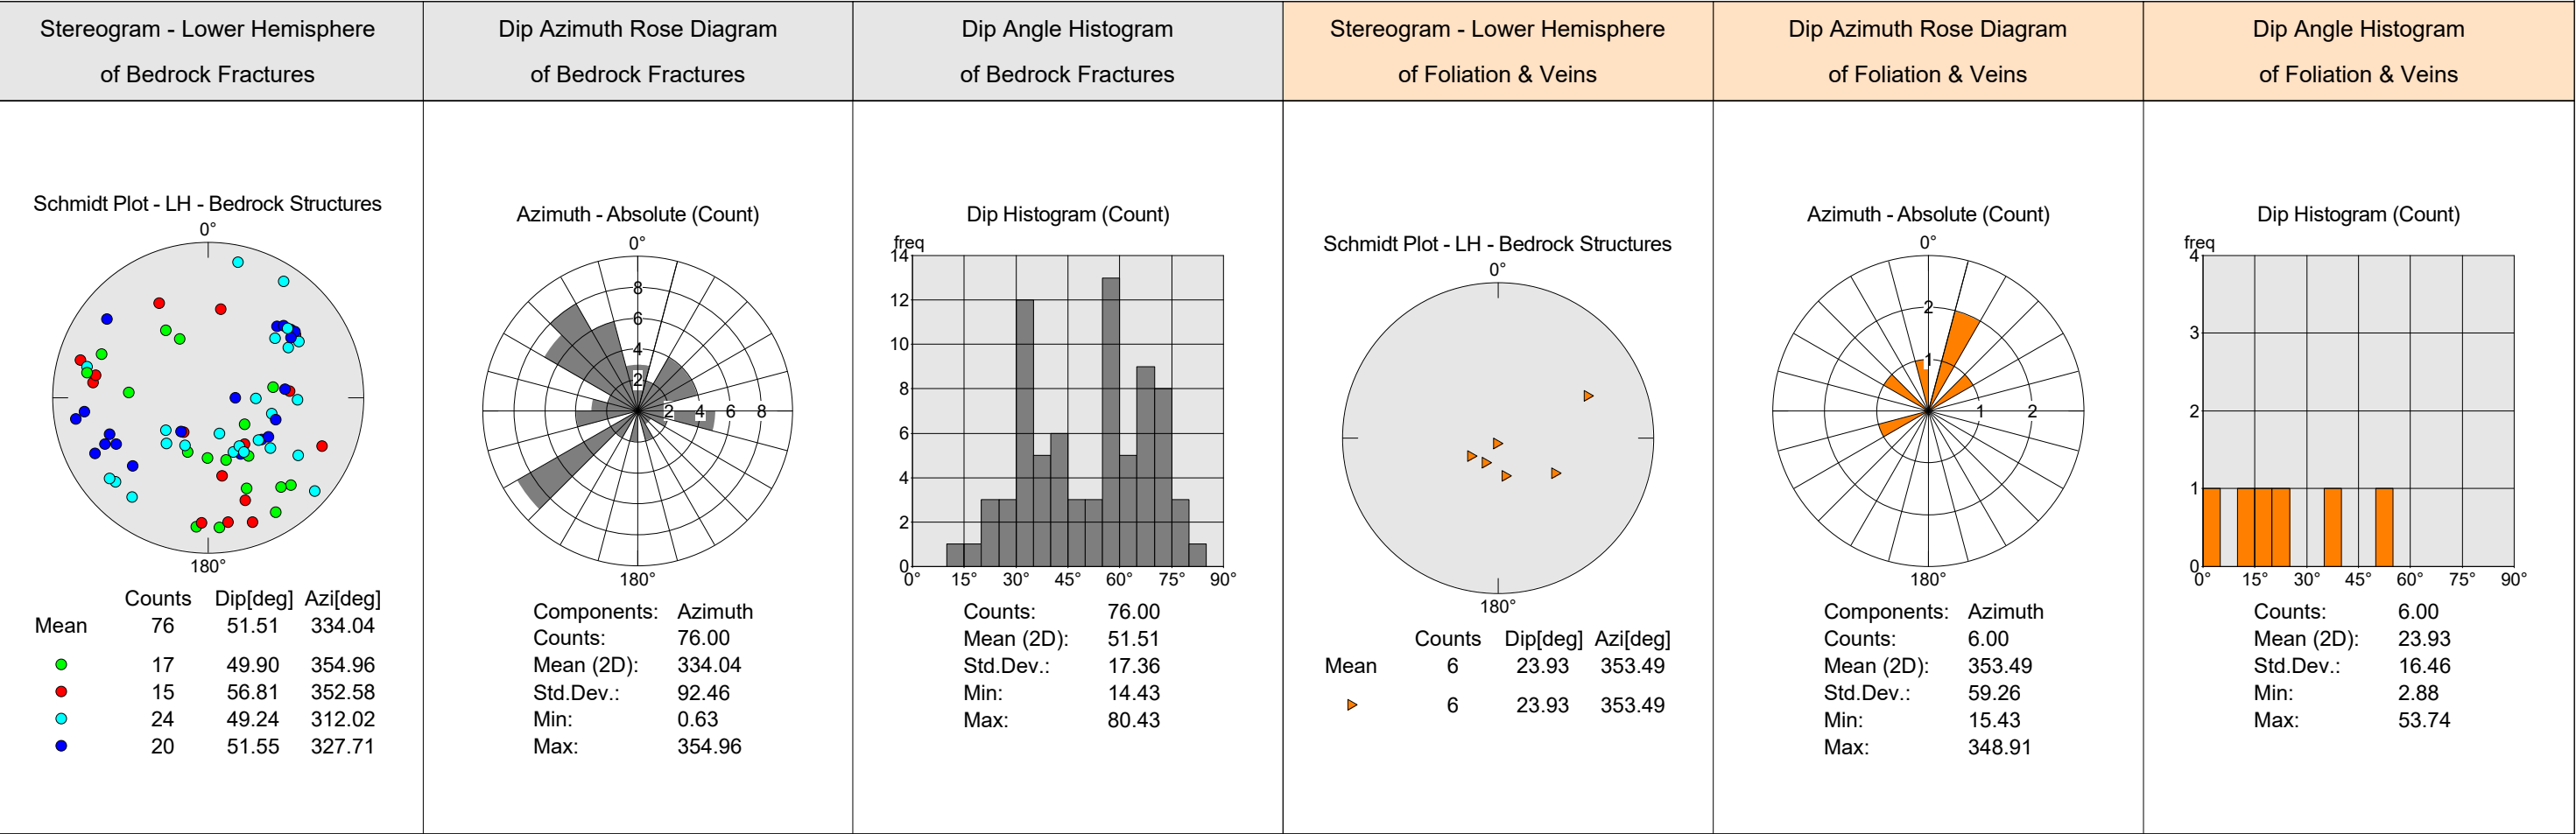 Stereogram - Lower Hemisphere
of Bedrock Fractures
Dip Azimuth Rose Diagram
of Bedrock Fractures
Dip Angle Histogram
of Bedrock Fractures
Stereogram - Lower Hemisphere
of Foliation & Veins
Dip Azimuth Rose Diagram
of Foliation & Veins
Dip Angle Histogram
of Foliation & Veins
Schmidt Plot - LH - Bedrock Structures
0°
180°
Counts Dip[deg] Azi[deg]
Mean 76 51.51 334.04
17 49.90 354.96
15 56.81 352.58
24 49.24 312.02
20 51.55 327.71
Azimuth - Absolute (Count)
0°
8
6
4
2
2 4 6 8
180°
Components: Azimuth
Counts: 76.00
Mean (2D): 334.04
Std.Dev.: 92.46
Min: 0.63
Max: 354.96
Dip Histogram (Count)
freq
14
12
10
8
6
4
2
0
0° 15° 30° 45° 60° 75° 90°
Counts: 76.00
Mean (2D): 51.51
Std.Dev.: 17.36
Min: 14.43
Max: 80.43
Schmidt Plot - LH - Bedrock Structures
0°
180°
Counts Dip[deg] Azi[deg]
Mean 6 23.93 353.49
6 23.93 353.49
Azimuth - Absolute (Count)
0°
2
1
1 2
180°
Components: Azimuth
Counts: 6.00
Mean (2D): 353.49
Std.Dev.: 59.26
Min: 15.43
Max: 348.91
Dip Histogram (Count)
freq
4
3
2
1
0
0° 15° 30° 45° 60° 75° 90°
Counts: 6.00
Mean (2D): 23.93
Std.Dev.: 16.46
Min: 2.88
Max: 53.74